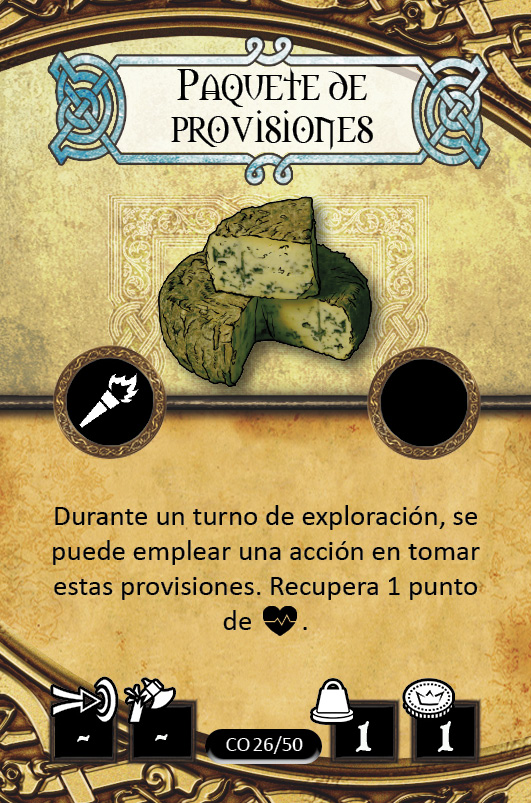 Paquete de
provisiones
Durante un turno de exploración, se
puede emplear una acción en tomar
estas provisiones. Recupera 1 punto
de .
~ ~ CO 26/50 1 1